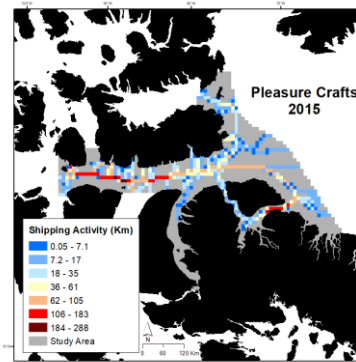 Pleasure Crafts
2015
Shipping Activity (Km)
0.05 - 7.1
7.2 - 17
18 - 35
36 - 61
62 - 105
106 - 183
184 - 288
Study Area
N
0
60
120 Km